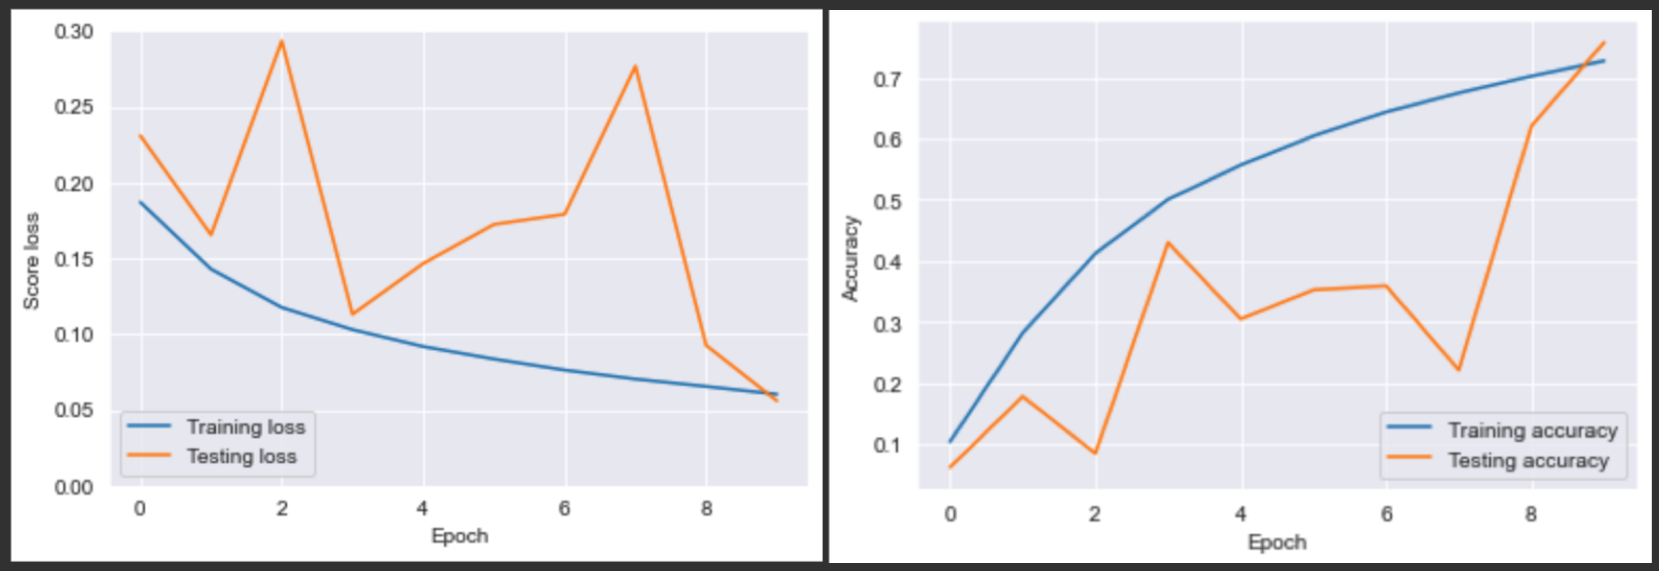 0.30
0.25
0.20
0.15
0.10
0.05
0.00
Score loss
Training loss
Testing loss
0 2 4 6 8
Epoch
0.7
0.6
0.5
0.4
0.3
0.2
0.1
Accuracy
Training accuracy
Testing accuracy
0 2 4 6 8
Epoch